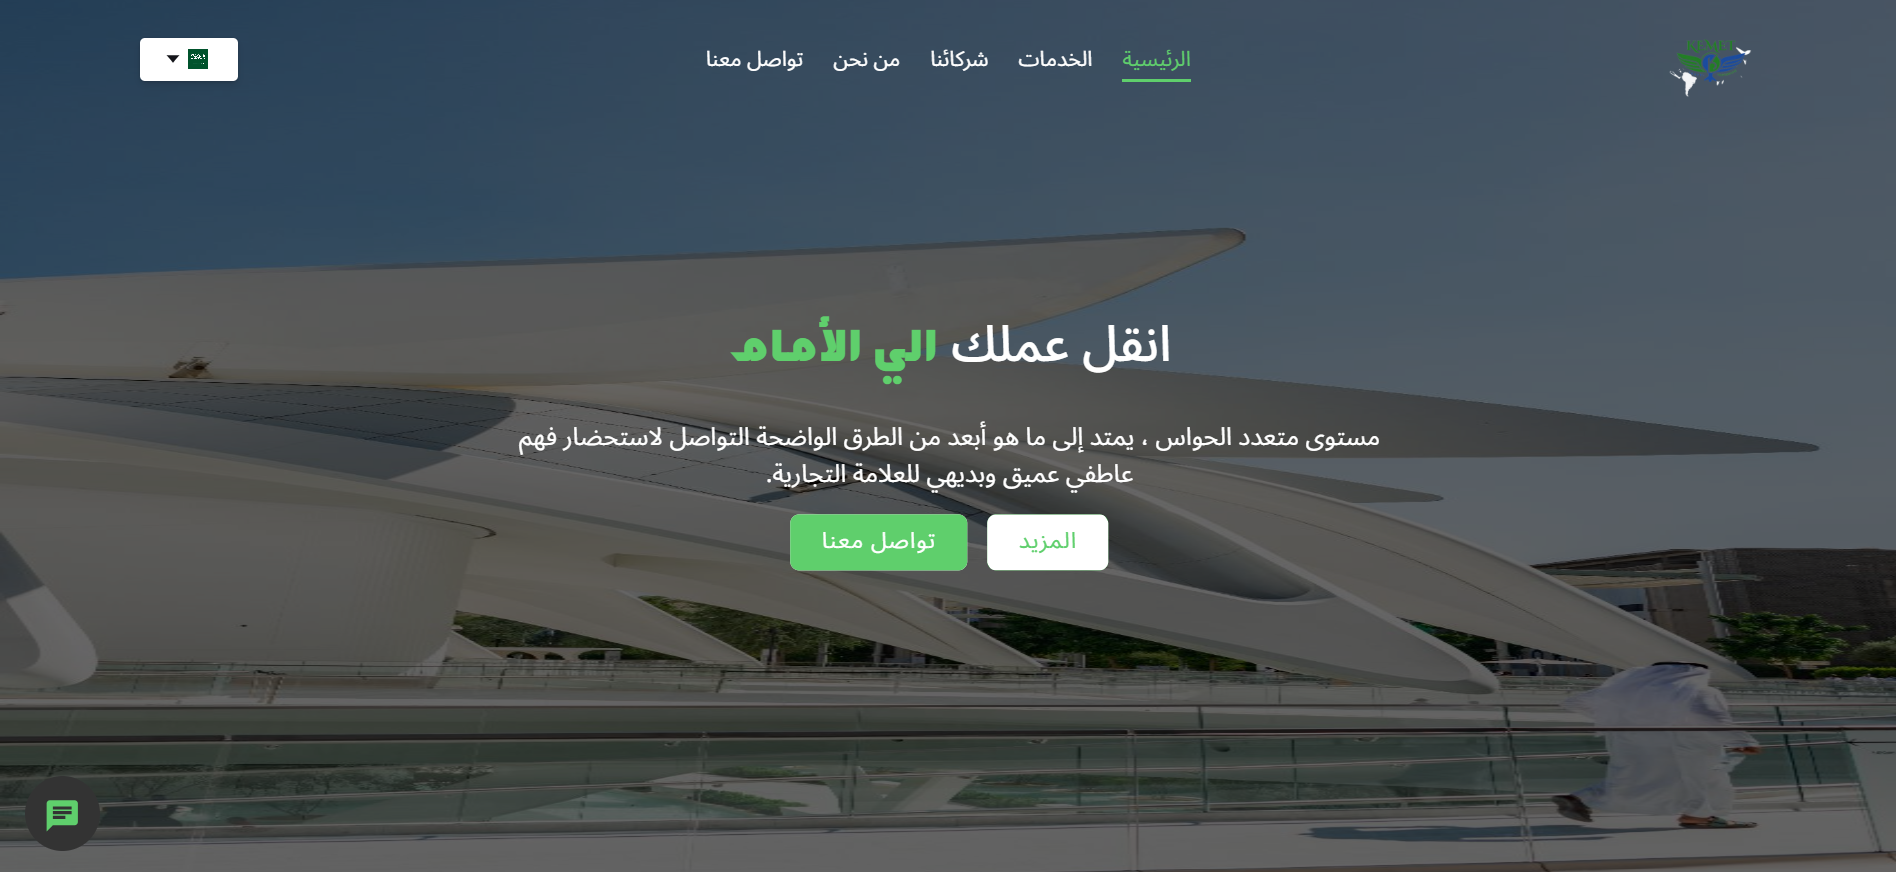 الرئيسية
الخدمات
شركائنا
من نحن
تواصل معنا
انقل عملك الي الأمام
مستوى متعدد الحواس ، يمتد إلى ما هو أبعد من الطرق الواضحة التواصل لاستحضار فهم
عاطفي عميق وبديهي للعلامة التجارية.
المزيد
تواصل معنا